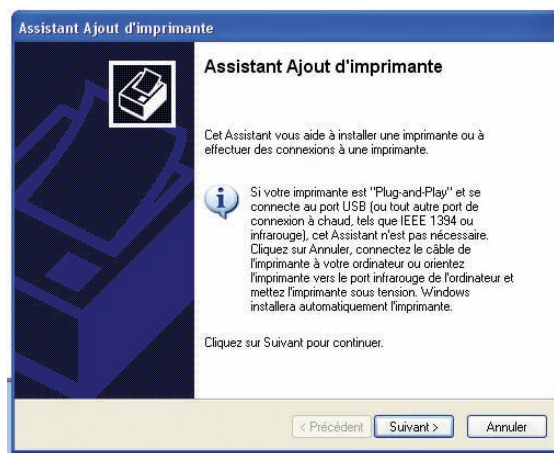 Assistant Ajout d'imprimante
Assistant Ajout d'imprimante
Cet Assistant vous aide à installer une imprimante ou à
effectuer des connexions à une imprimante.
Si votre imprimante est "Plug-and-Play" et se
connecte au port USB (ou tout autre port de
connexion à chaud, tels que IEEE 1394 ou
infrarouge), cet Assistant n'est pas nécessaire.
Cliquez sur Annuler, connectez le câble de
l'imprimante à votre ordinateur ou orientez
l'imprimante vers le port infrarouge de l'ordinateur et
mettez l'imprimante sous tension. Windows
installera automatiquement l'imprimante.
Cliquez sur Suivant pour continuer.
< Précédent Suivant > Annuler